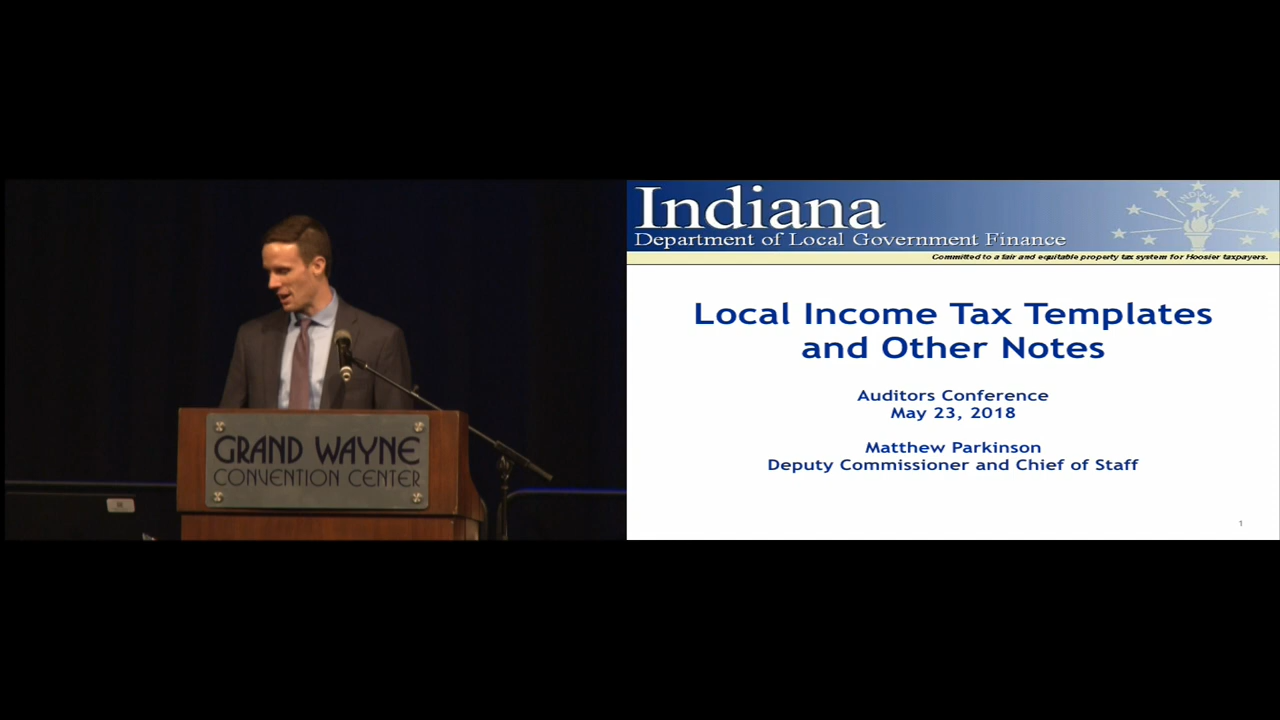 GRAND WAYNE
CONVENTION CENTER
Indiana
Department of Local Government Finance
INDIANA
Committed to a fair and equitable property tax system for Hoosier taxpayers.
Local Income Tax Templates
and Other Notes
Auditors Conference
May 23, 2018
Matthew Parkinson
Deputy Commissioner and Chief of Staff
1